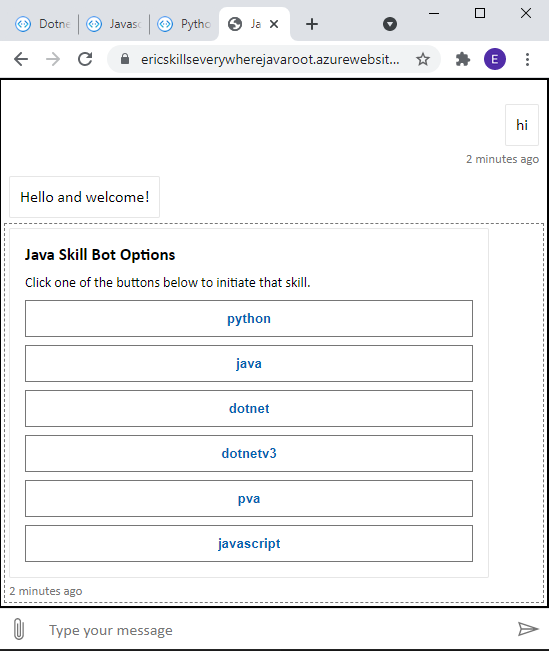 Dotne
Javasc
Pytho
Ja
ericskillseverywherejavaroot.azurewebsit...
E
hi
2 minutes ago
Hello and welcome!
Java Skill Bot Options
Click one of the buttons below to initiate that skill.
python
java
dotnet
dotnetv3
pva
javascript
2 minutes ago
Type your message